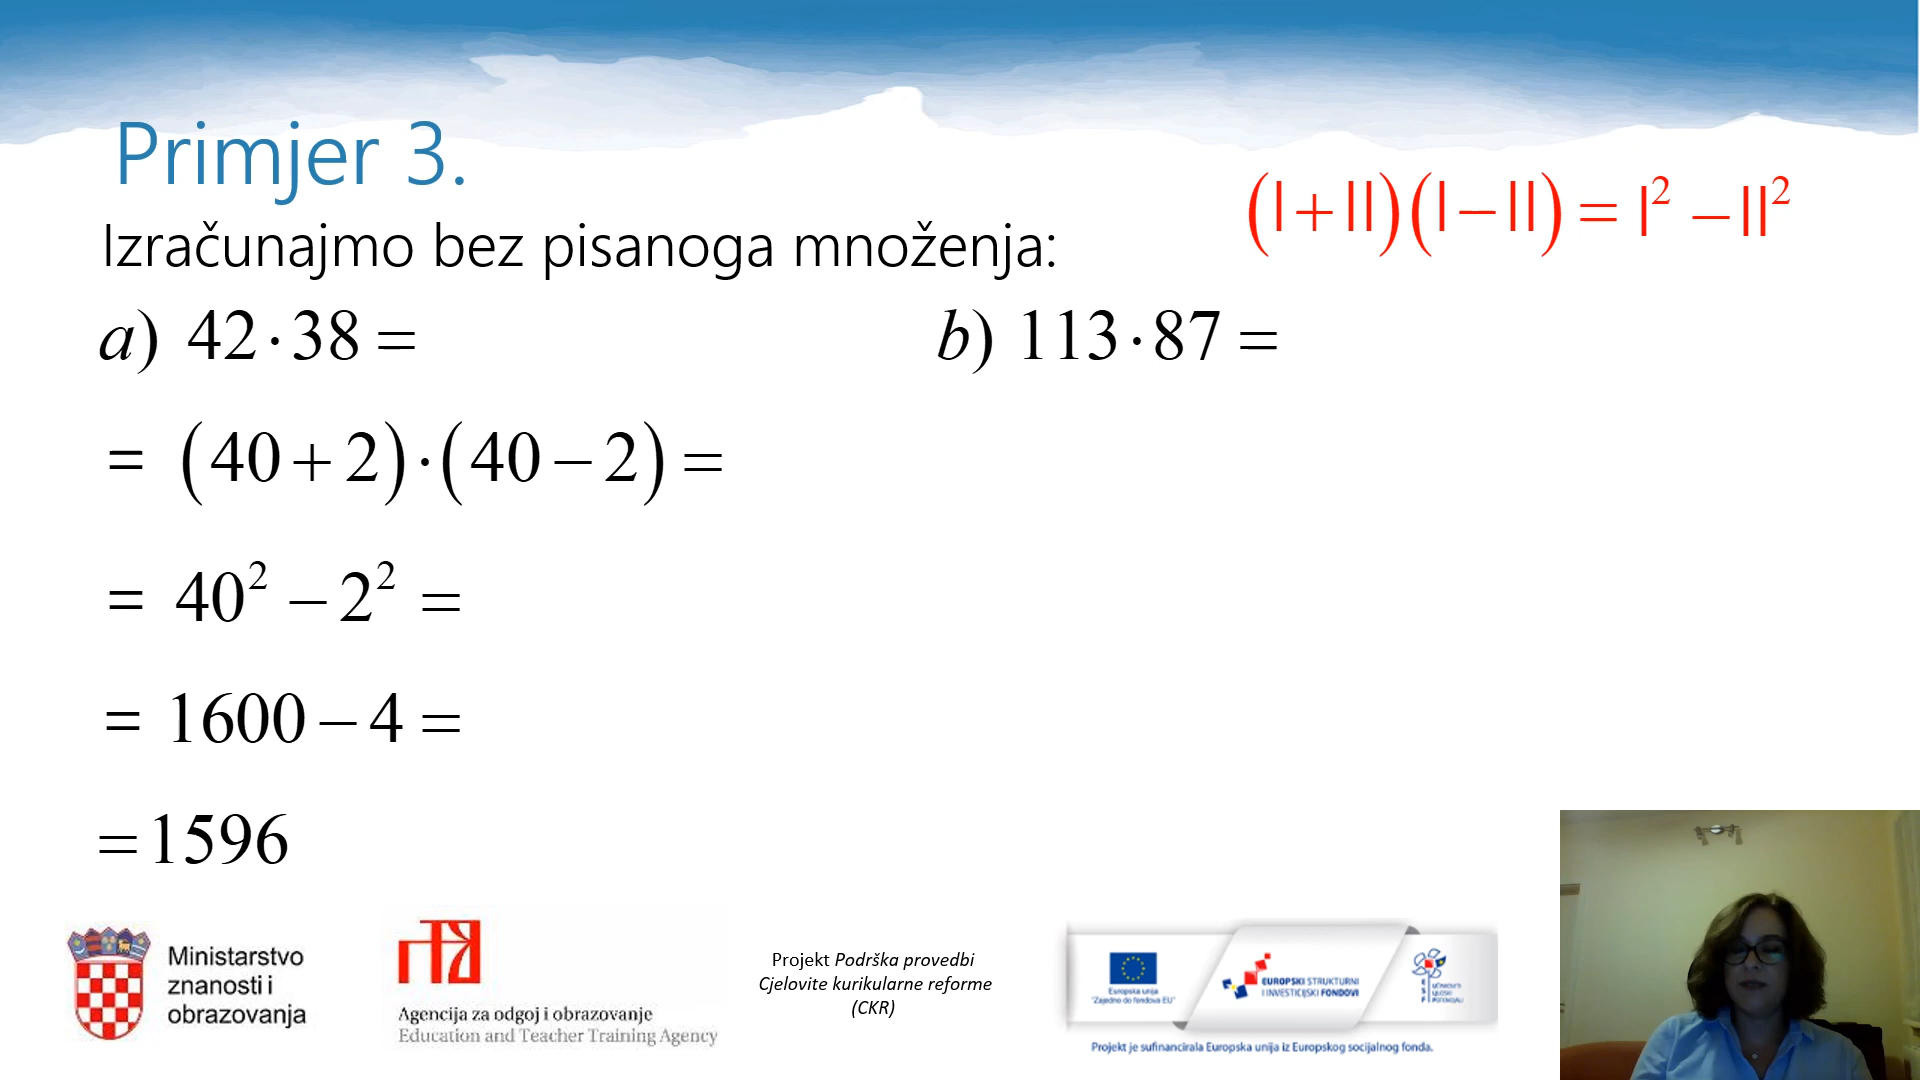 Primjer 3.
(I+II)(I−II) = I² − II²
Izračunajmo bez pisanoga množenja:
a) 42·38 =
= (40+2)·(40−2) =
= 40² − 2² =
= 1600 − 4 =
= 1596
b) 113·87 =
Ministarstvo
znanosti i
obrazovanja
Agencija za odgoj i obrazovanje
Education and Teacher Training Agency
Projekt Podrška provedbi
Cjelovite kurikularne reforme
(CKR)
Europska unija
"Zajedno do fondova EU"
EUROPSKI STRUKTURNI
I INVESTICIJSKI FONDOVI
ESF
Projekt je sufinancirala Europska unija iz Europskog socijalnog fonda.